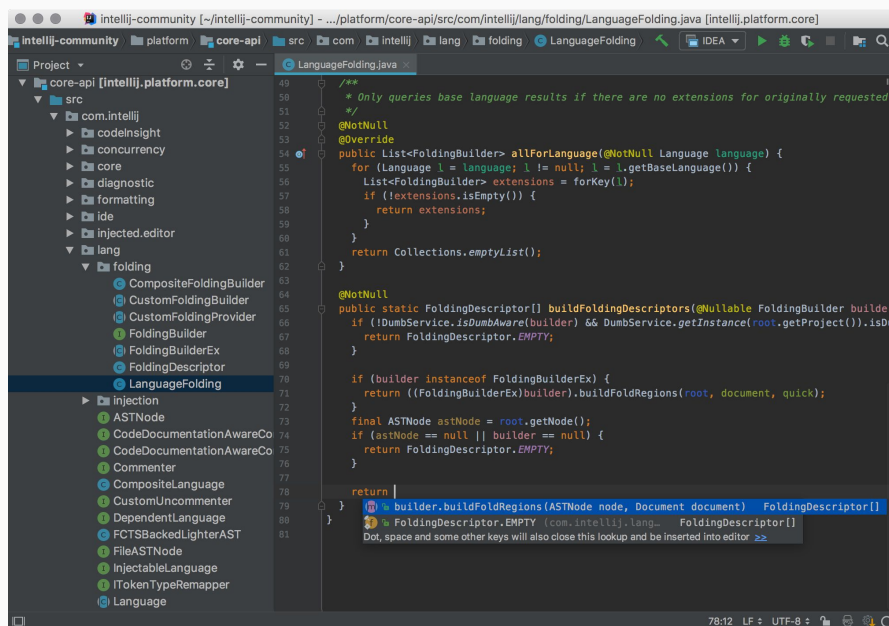 intellij-community [~/intellij-community] - .../platform/core-api/src/com/intellij/lang/folding/LanguageFolding.java [intellij.platform.core]
intellij-community platform core-api src com intellij lang folding LanguageFolding IDEA
Project LanguageFolding.java
core-api [intellij.platform.core]
src
com.intellij
codeInsight
concurrency
core
diagnostic
formatting
ide
injected.editor
lang
folding
CompositeFoldingBuilder
CustomFoldingBuilder
CustomFoldingProvider
FoldingBuilder
FoldingBuilderEx
FoldingDescriptor
LanguageFolding
injection
ASTNode
CodeDocumentationAwareCo
CodeDocumentationAwareCo
Commenter
CompositeLanguage
CustomUncommenter
DependentLanguage
FCTSBackedLighterAST
FileASTNode
InjectableLanguage
ITokenTypeRemapper
Language
49 /**
50 * Only queries base language results if there are no extensions for originally requested
51 */
52 @NotNull
53 @Override
54 public List<FoldingBuilder> allForLanguage(@NotNull Language language) {
55 for (Language l = language; l != null; l = l.getBaseLanguage()) {
56 List<FoldingBuilder> extensions = forKey(l);
57 if (!extensions.isEmpty()) {
58 return extensions;
59 }
60 }
61 return Collections.emptyList();
62 }
63
64 @NotNull
65 public static FoldingDescriptor[] buildFoldingDescriptors(@Nullable FoldingBuilder builde
66 if (!DumbService.isDumbAware(builder) && DumbService.getInstance(root.getProject()).isDu
67 return FoldingDescriptor.EMPTY;
68 }
69
70 if (builder instanceof FoldingBuilderEx) {
71 return ((FoldingBuilderEx)builder).buildFoldRegions(root, document, quick);
72 }
73 final ASTNode astNode = root.getNode();
74 if (astNode == null || builder == null) {
75 return FoldingDescriptor.EMPTY;
76 }
77
78 return
79 }
80 }
81
builder.buildFoldRegions(ASTNode node, Document document) FoldingDescriptor[]
FoldingDescriptor.EMPTY (com.intellij.lang… FoldingDescriptor[]
Dot, space and some other keys will also close this lookup and be inserted into editor >>
78:12 LF UTF-8